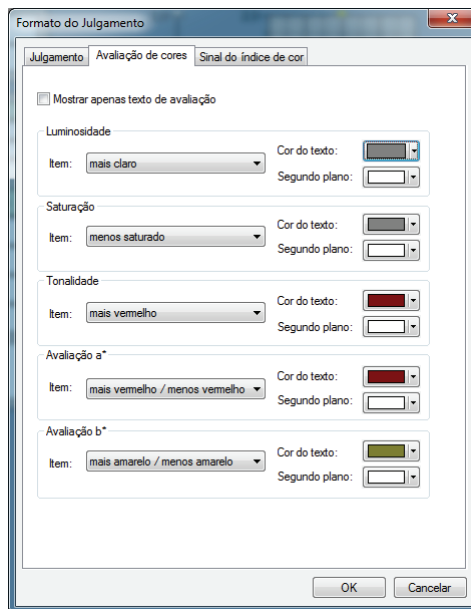 Formato do Julgamento
Julgamento Avaliação de cores Sinal do índice de cor
Mostrar apenas texto de avaliação
Luminosidade
Item: mais claro Cor do texto:
Segundo plano:
Saturação
Item: menos saturado Cor do texto:
Segundo plano:
Tonalidade
Item: mais vermelho Cor do texto:
Segundo plano:
Avaliação a*
Item: mais vermelho / menos vermelho Cor do texto:
Segundo plano:
Avaliação b*
Item: mais amarelo / menos amarelo Cor do texto:
Segundo plano:
OK Cancelar